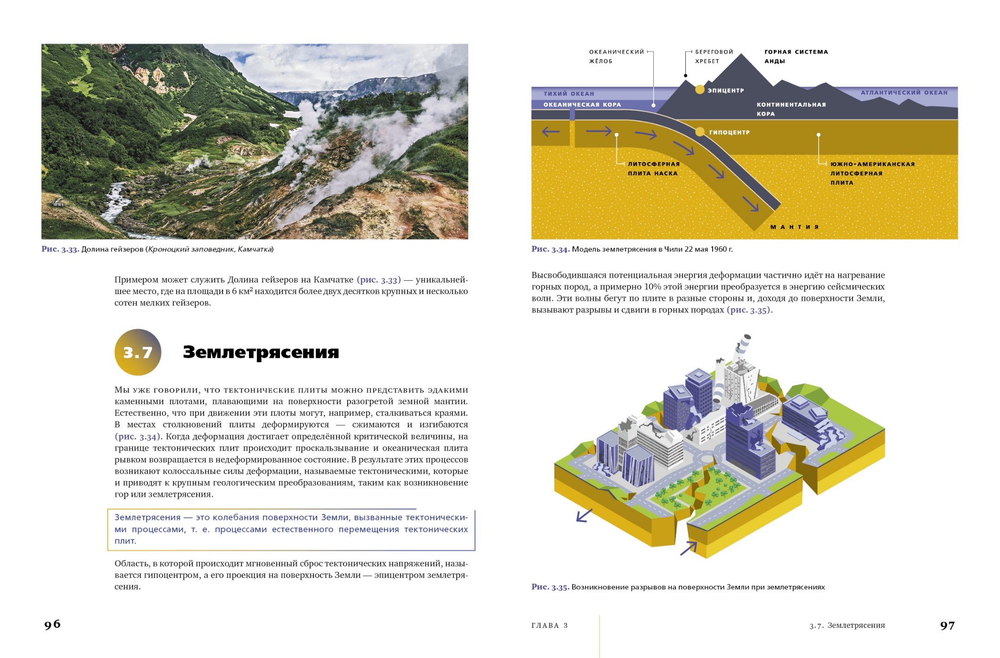 Рис. 3.33. Долина гейзеров (Кроноцкий заповедник, Камчатка)
Примером может служить Долина гейзеров на Камчатке (рис. 3.33) — уникальней-
шее место, где на площади в 6 км² находится более двух десятков крупных и несколько
сотен мелких гейзеров.
3.7 Землетрясения
Мы уже говорили, что тектонические плиты можно представить эдакими
каменными плотами, плавающими на поверхности разогретой земной мантии.
Естественно, что при движении эти плоты могут, например, сталкиваться краями.
В местах столкновений плиты деформируются — сжимаются и изгибаются
(рис. 3.34). Когда деформация достигает определённой критической величины, на
границе тектонических плит происходит проскальзывание и океаническая плита
рывком возвращается в недеформированное состояние. В результате этих процессов
возникают колоссальные силы деформации, называемые тектоническими, которые
и приводят к крупным геологическим преобразованиям, таким как возникновение
гор или землетрясения.
Землетрясения — это колебания поверхности Земли, вызванные тектонически-
ми процессами, т. е. процессами естественного перемещения тектонических
плит.
Область, в которой происходит мгновенный сброс тектонических напряжений, назы-
вается гипоцентром, а его проекция на поверхность Земли — эпицентром землетря-
сения.
96
ОКЕАНИЧЕСКИЙ
ЖЁЛОБ
БЕРЕГОВОЙ
ХРЕБЕТ
ГОРНАЯ СИСТЕМА
АНДЫ
ТИХИЙ ОКЕАН
ЭПИЦЕНТР
АТЛАНТИЧЕСКИЙ ОКЕАН
ОКЕАНИЧЕСКАЯ КОРА
КОНТИНЕНТАЛЬНАЯ
КОРА
ГИПОЦЕНТР
ЛИТОСФЕРНАЯ
ПЛИТА НАСКА
ЮЖНО-АМЕРИКАНСКАЯ
ЛИТОСФЕРНАЯ
ПЛИТА
МАНТИЯ
Рис. 3.34. Модель землетрясения в Чили 22 мая 1960 г.
Высвободившаяся потенциальная энергия деформации частично идёт на нагревание
горных пород, а примерно 10% этой энергии преобразуется в энергию сейсмических
волн. Эти волны бегут по плите в разные стороны и, доходя до поверхности Земли,
вызывают разрывы и сдвиги в горных породах (рис. 3.35).
Рис. 3.35. Возникновение разрывов на поверхности Земли при землетрясениях
ГЛАВА 3
3.7. Землетрясения
97